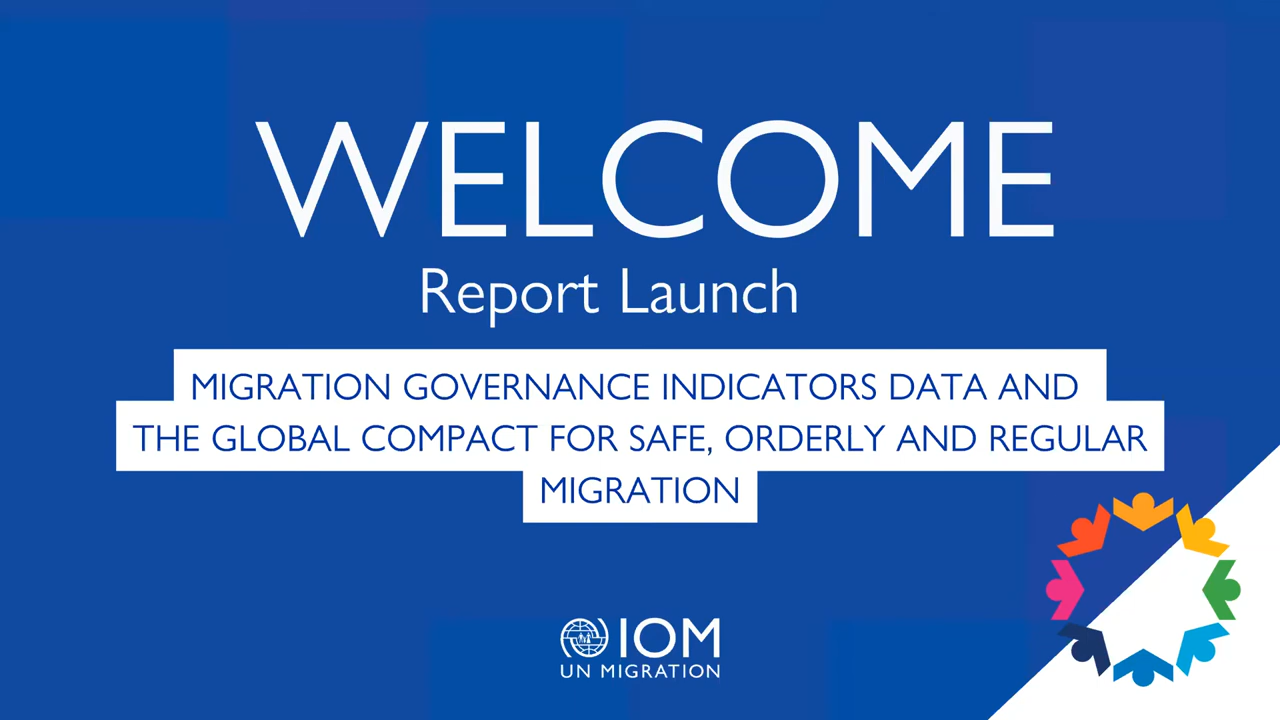 WELCOME
Report Launch
MIGRATION GOVERNANCE INDICATORS DATA AND
THE GLOBAL COMPACT FOR SAFE, ORDERLY AND REGULAR
MIGRATION
IOM
UN MIGRATION